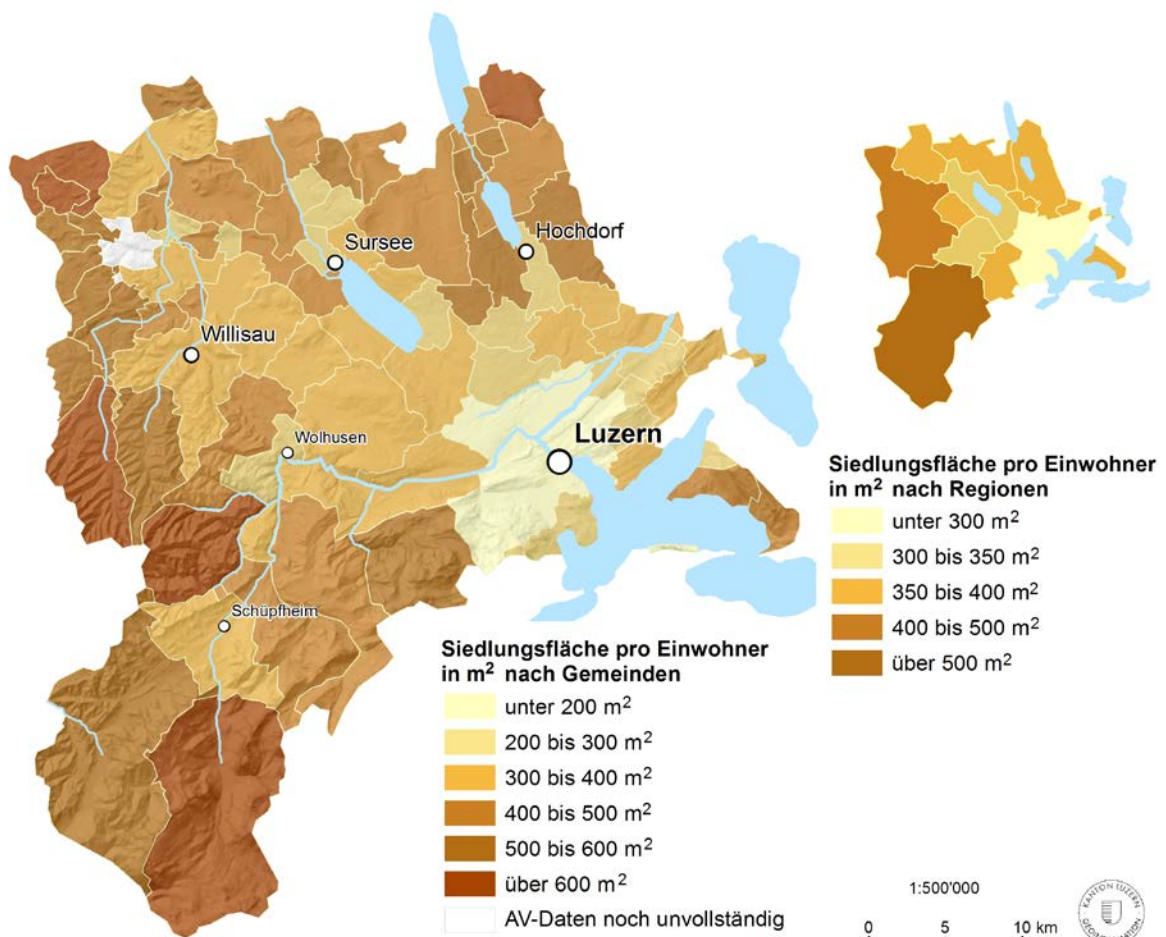 Hochdorf
Sursee
Willisau
Luzern
Wolhusen
Schüpfheim
Siedlungsfläche pro Einwohner
in m² nach Regionen
unter 300 m²
300 bis 350 m²
350 bis 400 m²
400 bis 500 m²
über 500 m²
Siedlungsfläche pro Einwohner
in m² nach Gemeinden
unter 200 m²
200 bis 300 m²
300 bis 400 m²
400 bis 500 m²
500 bis 600 m²
über 600 m²
AV-Daten noch unvollständig
1:500'000
0 5 10 km
KANTON LUZERN
GEOINFORMATION